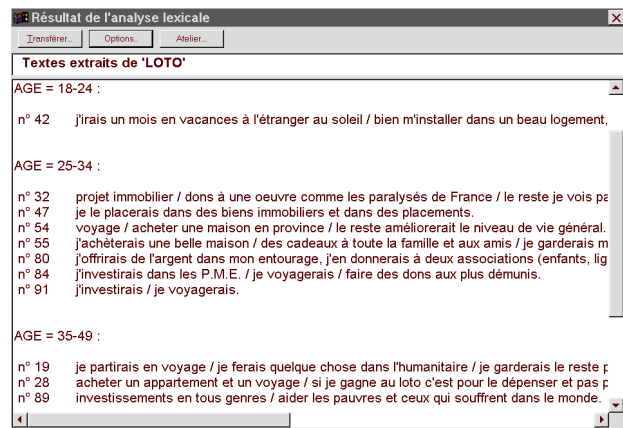 Résultat de l'analyse lexicale
Transférer... Options.. Atelier...
Textes extraits de 'LOTO'
AGE = 18-24 :
n° 42 j'irais un mois en vacances à l'étranger au soleil / bien m'installer dans un beau logement,
AGE = 25-34 :
n° 32 projet immobilier / dons à une oeuvre comme les paralysés de France / le reste je vois pa
n° 47 je le placerais dans des biens immobiliers et dans des placements.
n° 54 voyage / acheter une maison en province / le reste améliorerait le niveau de vie général.
n° 55 j'achèterais une belle maison / des cadeaux à toute la famille et aux amis / je garderais m
n° 80 j'offrirais de l'argent dans mon entourage, j'en donnerais à deux associations (enfants, lig
n° 84 j'investirais dans les P.M.E. / je voyagerais / faire des dons aux plus démunis.
n° 91 j'investirais / je voyagerais.
AGE = 35-49 :
n° 19 je partirais en voyage / je ferais quelque chose dans l'humanitaire / je garderais le reste p
n° 28 acheter un appartement et un voyage / si je gagne au loto c'est pour le dépenser et pas p
n° 89 investissements en tous genres / aider les pauvres et ceux qui souffrent dans le monde.